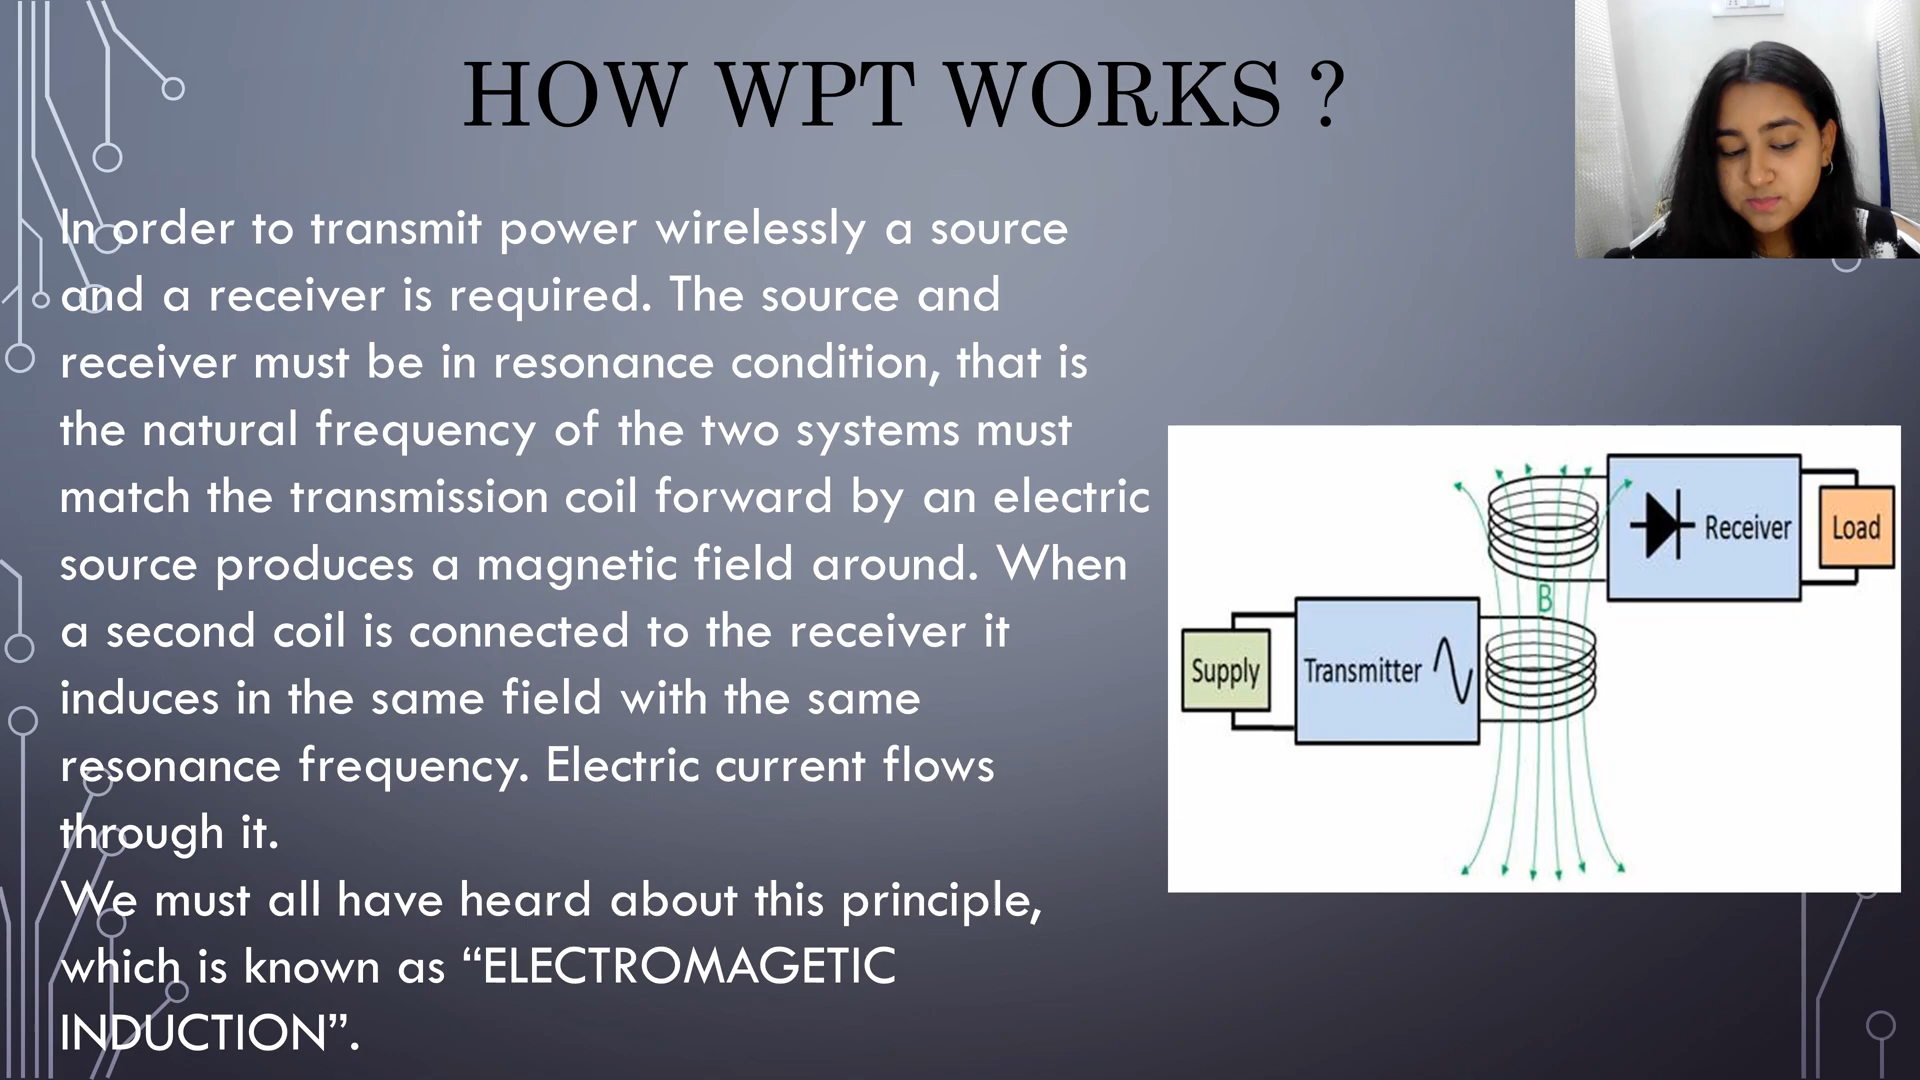 HOW WPT WORKS ?
In order to transmit power wirelessly a source
and a receiver is required. The source and
receiver must be in resonance condition, that is
the natural frequency of the two systems must
match the transmission coil forward by an electric
source produces a magnetic field around. When
a second coil is connected to the receiver it
induces in the same field with the same
resonance frequency. Electric current flows
through it.
We must all have heard about this principle,
which is known as “ELECTROMAGETIC
INDUCTION”.
Receiver
Load
B
Supply
Transmitter